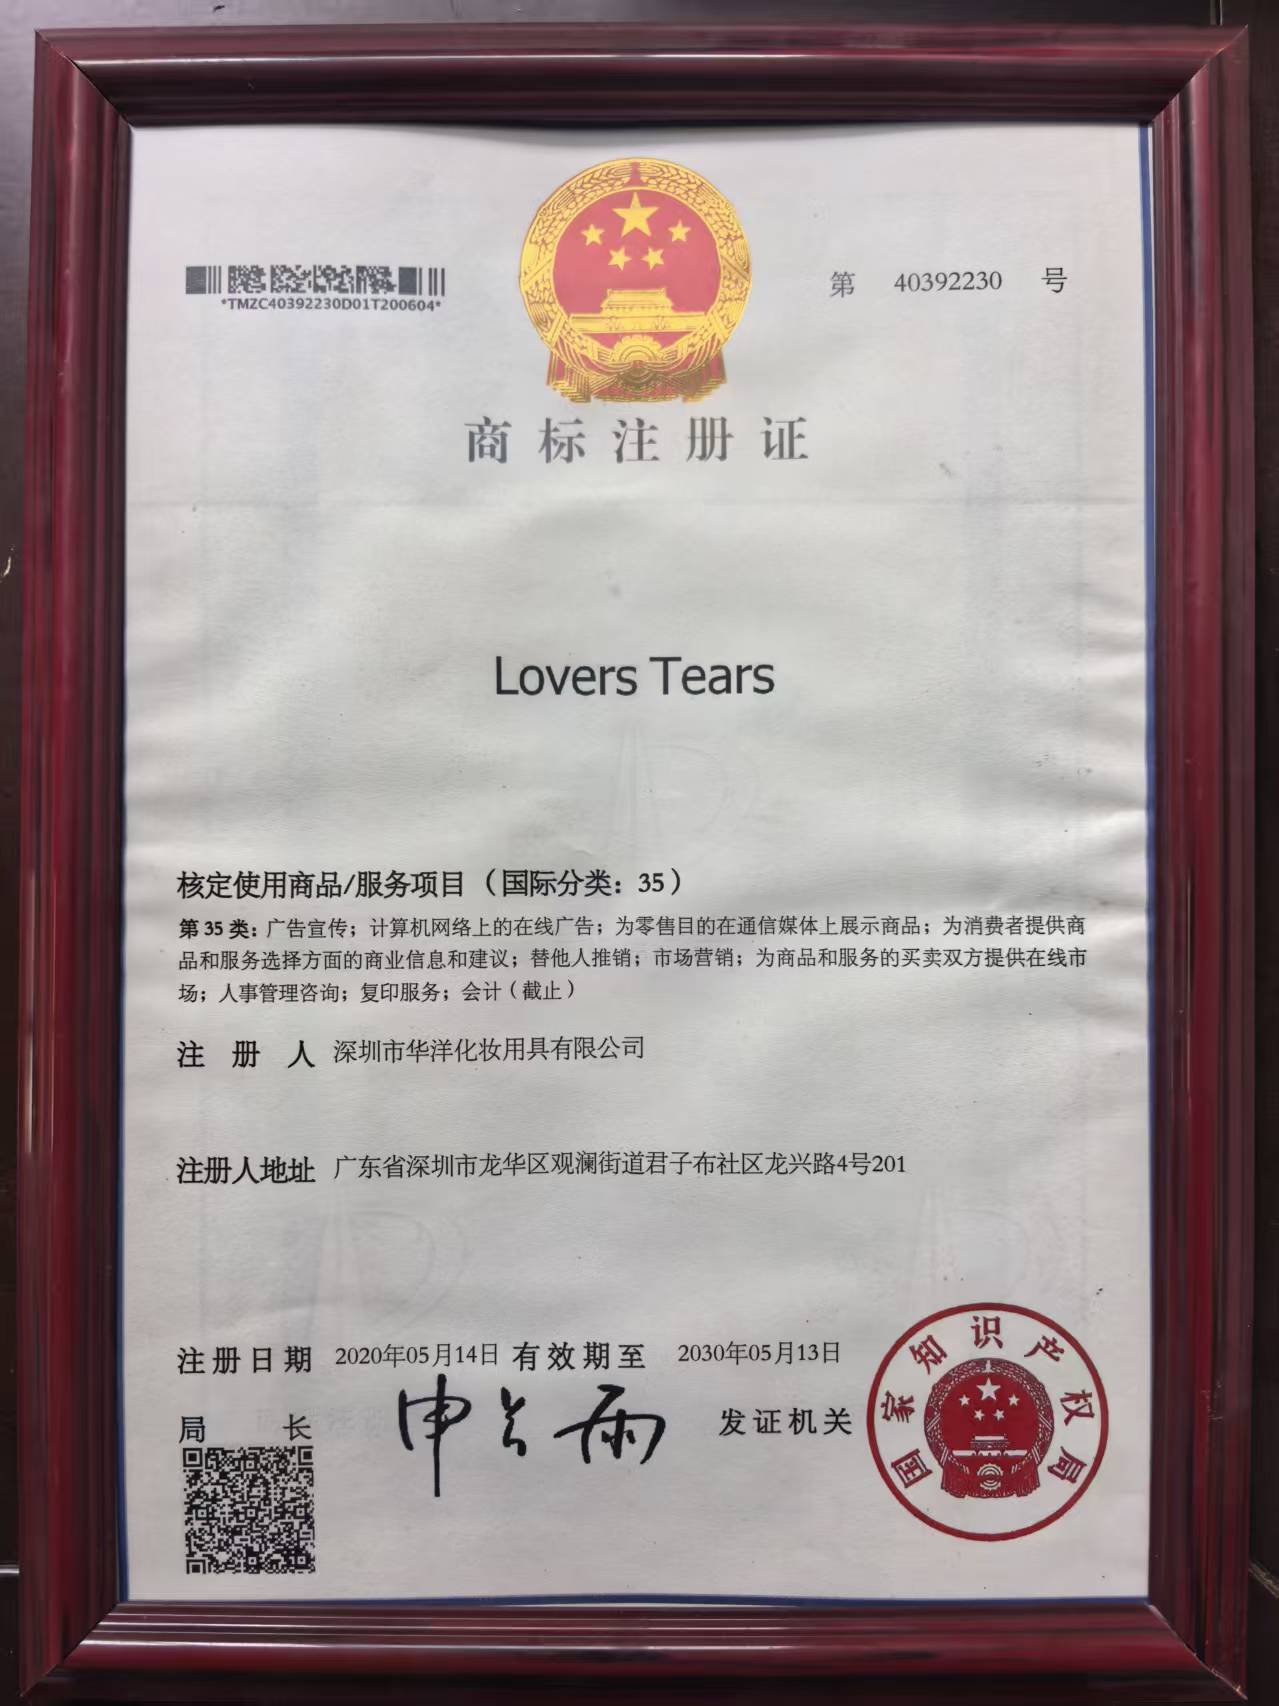 *TMZC40392230D01T200604*
第 40392230 号
商标注册证
Lovers Tears
核定使用商品/服务项目（国际分类：35）
第 35 类：广告宣传；计算机网络上的在线广告；为零售目的在通信媒体上展示商品；为消费者提供商
品和服务选择方面的商业信息和建议；替他人推销；市场营销；为商品和服务的买卖双方提供在线市
场；人事管理咨询；复印服务；会计（截止）
注册人 深圳市华洋化妆用具有限公司
注册人地址 广东省深圳市龙华区观澜街道君子布社区龙兴路4号201
注册日期 2020年05月14日 有效期至 2030年05月13日
局长 申长雨 发证机关
国家知识产权局